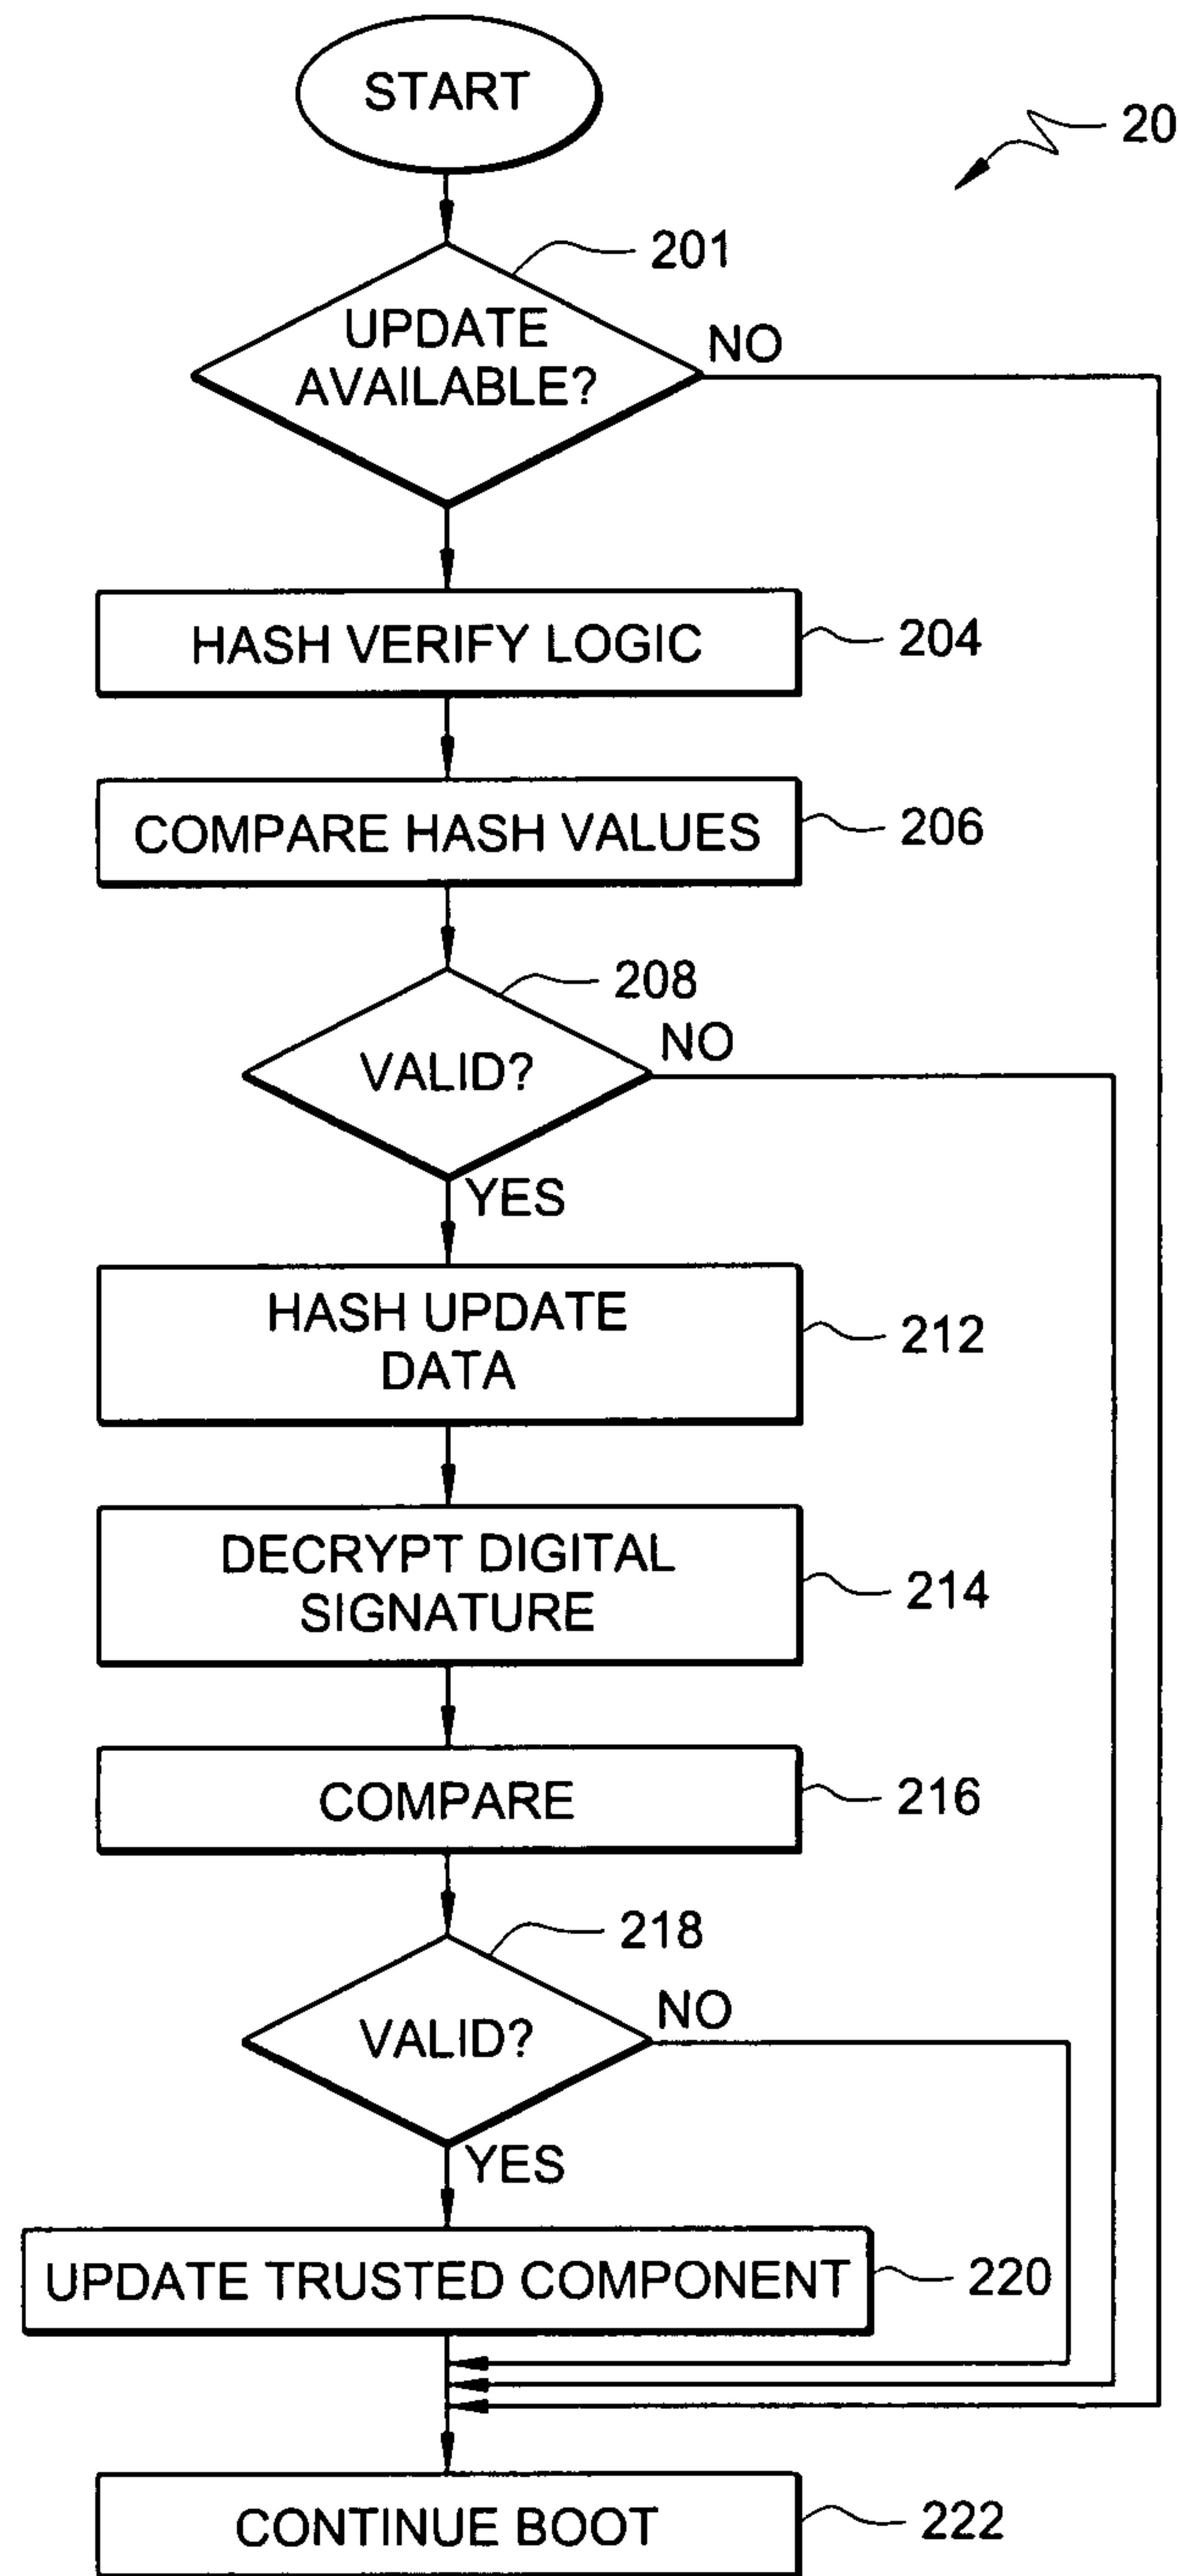 START
20
201
UPDATE
AVAILABLE?
NO
HASH VERIFY LOGIC
204
COMPARE HASH VALUES
206
208
VALID?
NO
YES
HASH UPDATE
DATA
212
DECRYPT DIGITAL
SIGNATURE
214
COMPARE
216
218
VALID?
NO
YES
UPDATE TRUSTED COMPONENT
220
CONTINUE BOOT
222